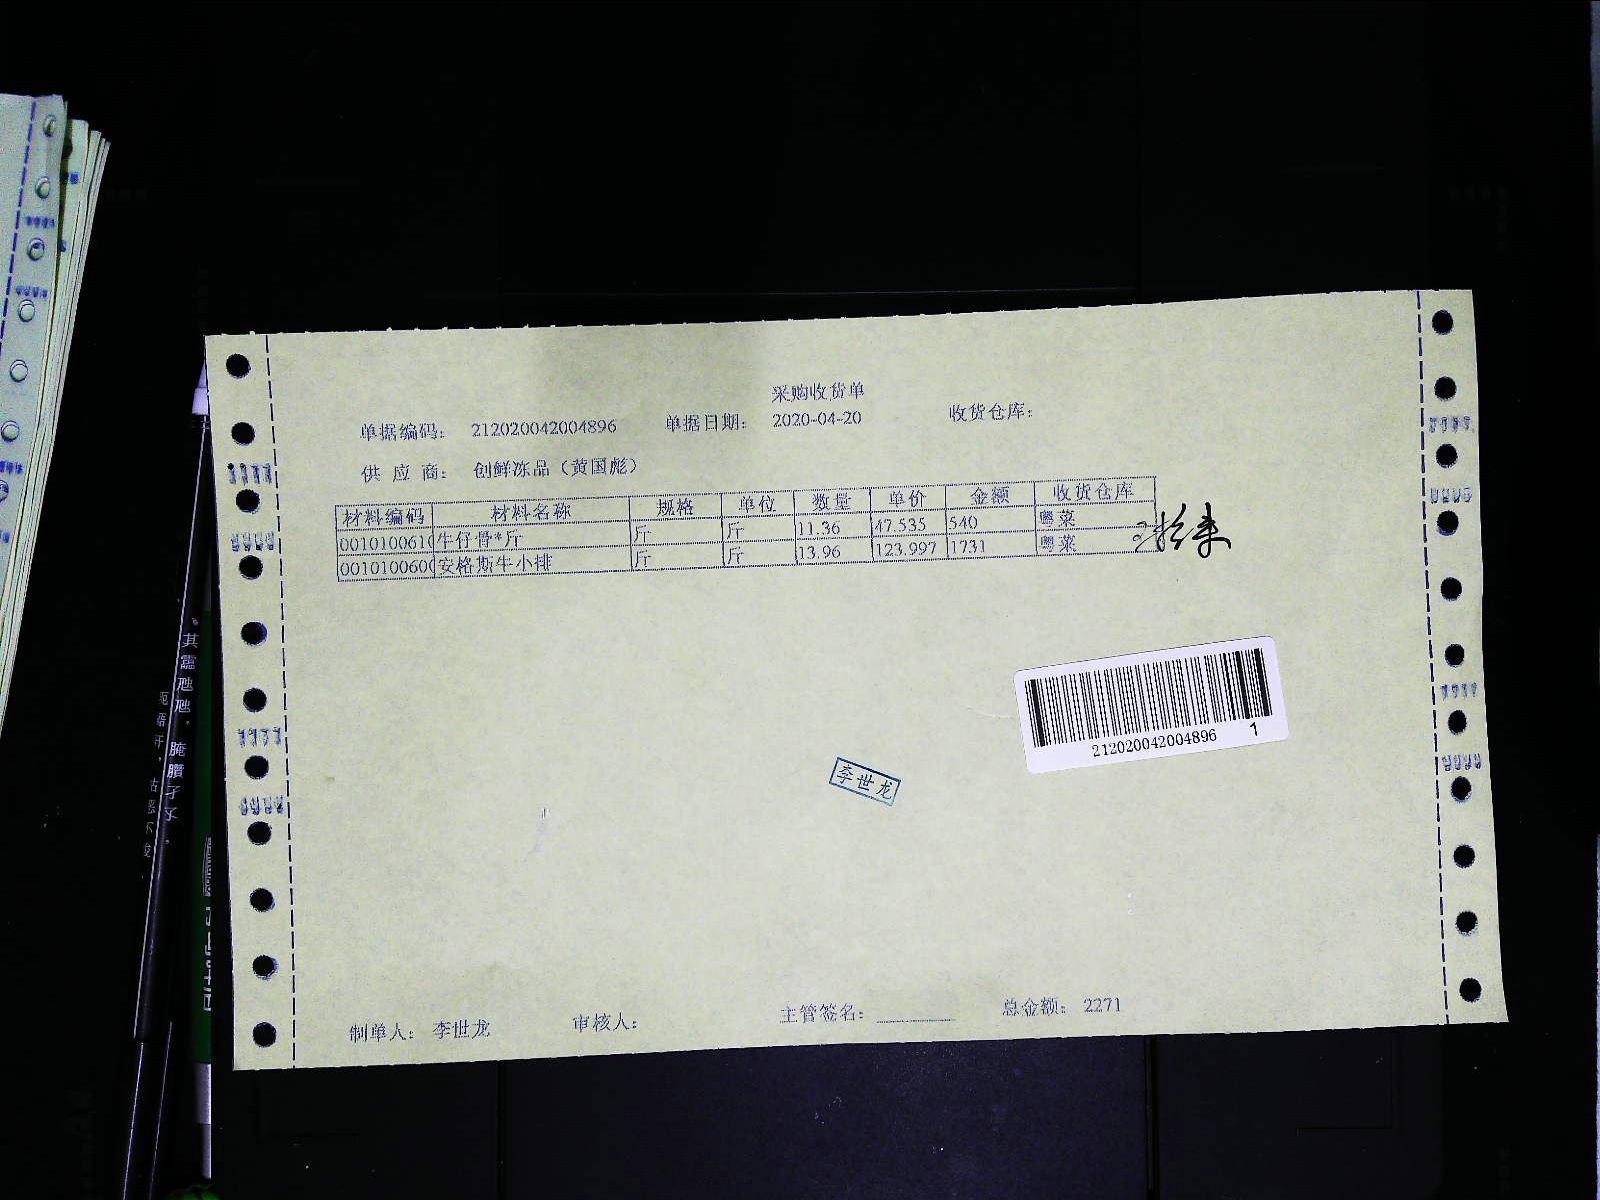 采购收货单
单据编码: 212020042004896 单据日期: 2020-04-20 收货仓库:
供 应 商: 创鲜冻品（黄国彪）
材料编码 材料名称 规格 单位 数量 单价 金额 收货仓库
0010100610 牛仔骨*斤 斤 斤 11.36 47.535 540 粤菜
0010100600 安格斯牛小排 斤 斤 13.96 123.997 1731 粤菜
212020042004896 1
李世龙
制单人: 李世龙 审核人: 主管签名: 总金额: 2271